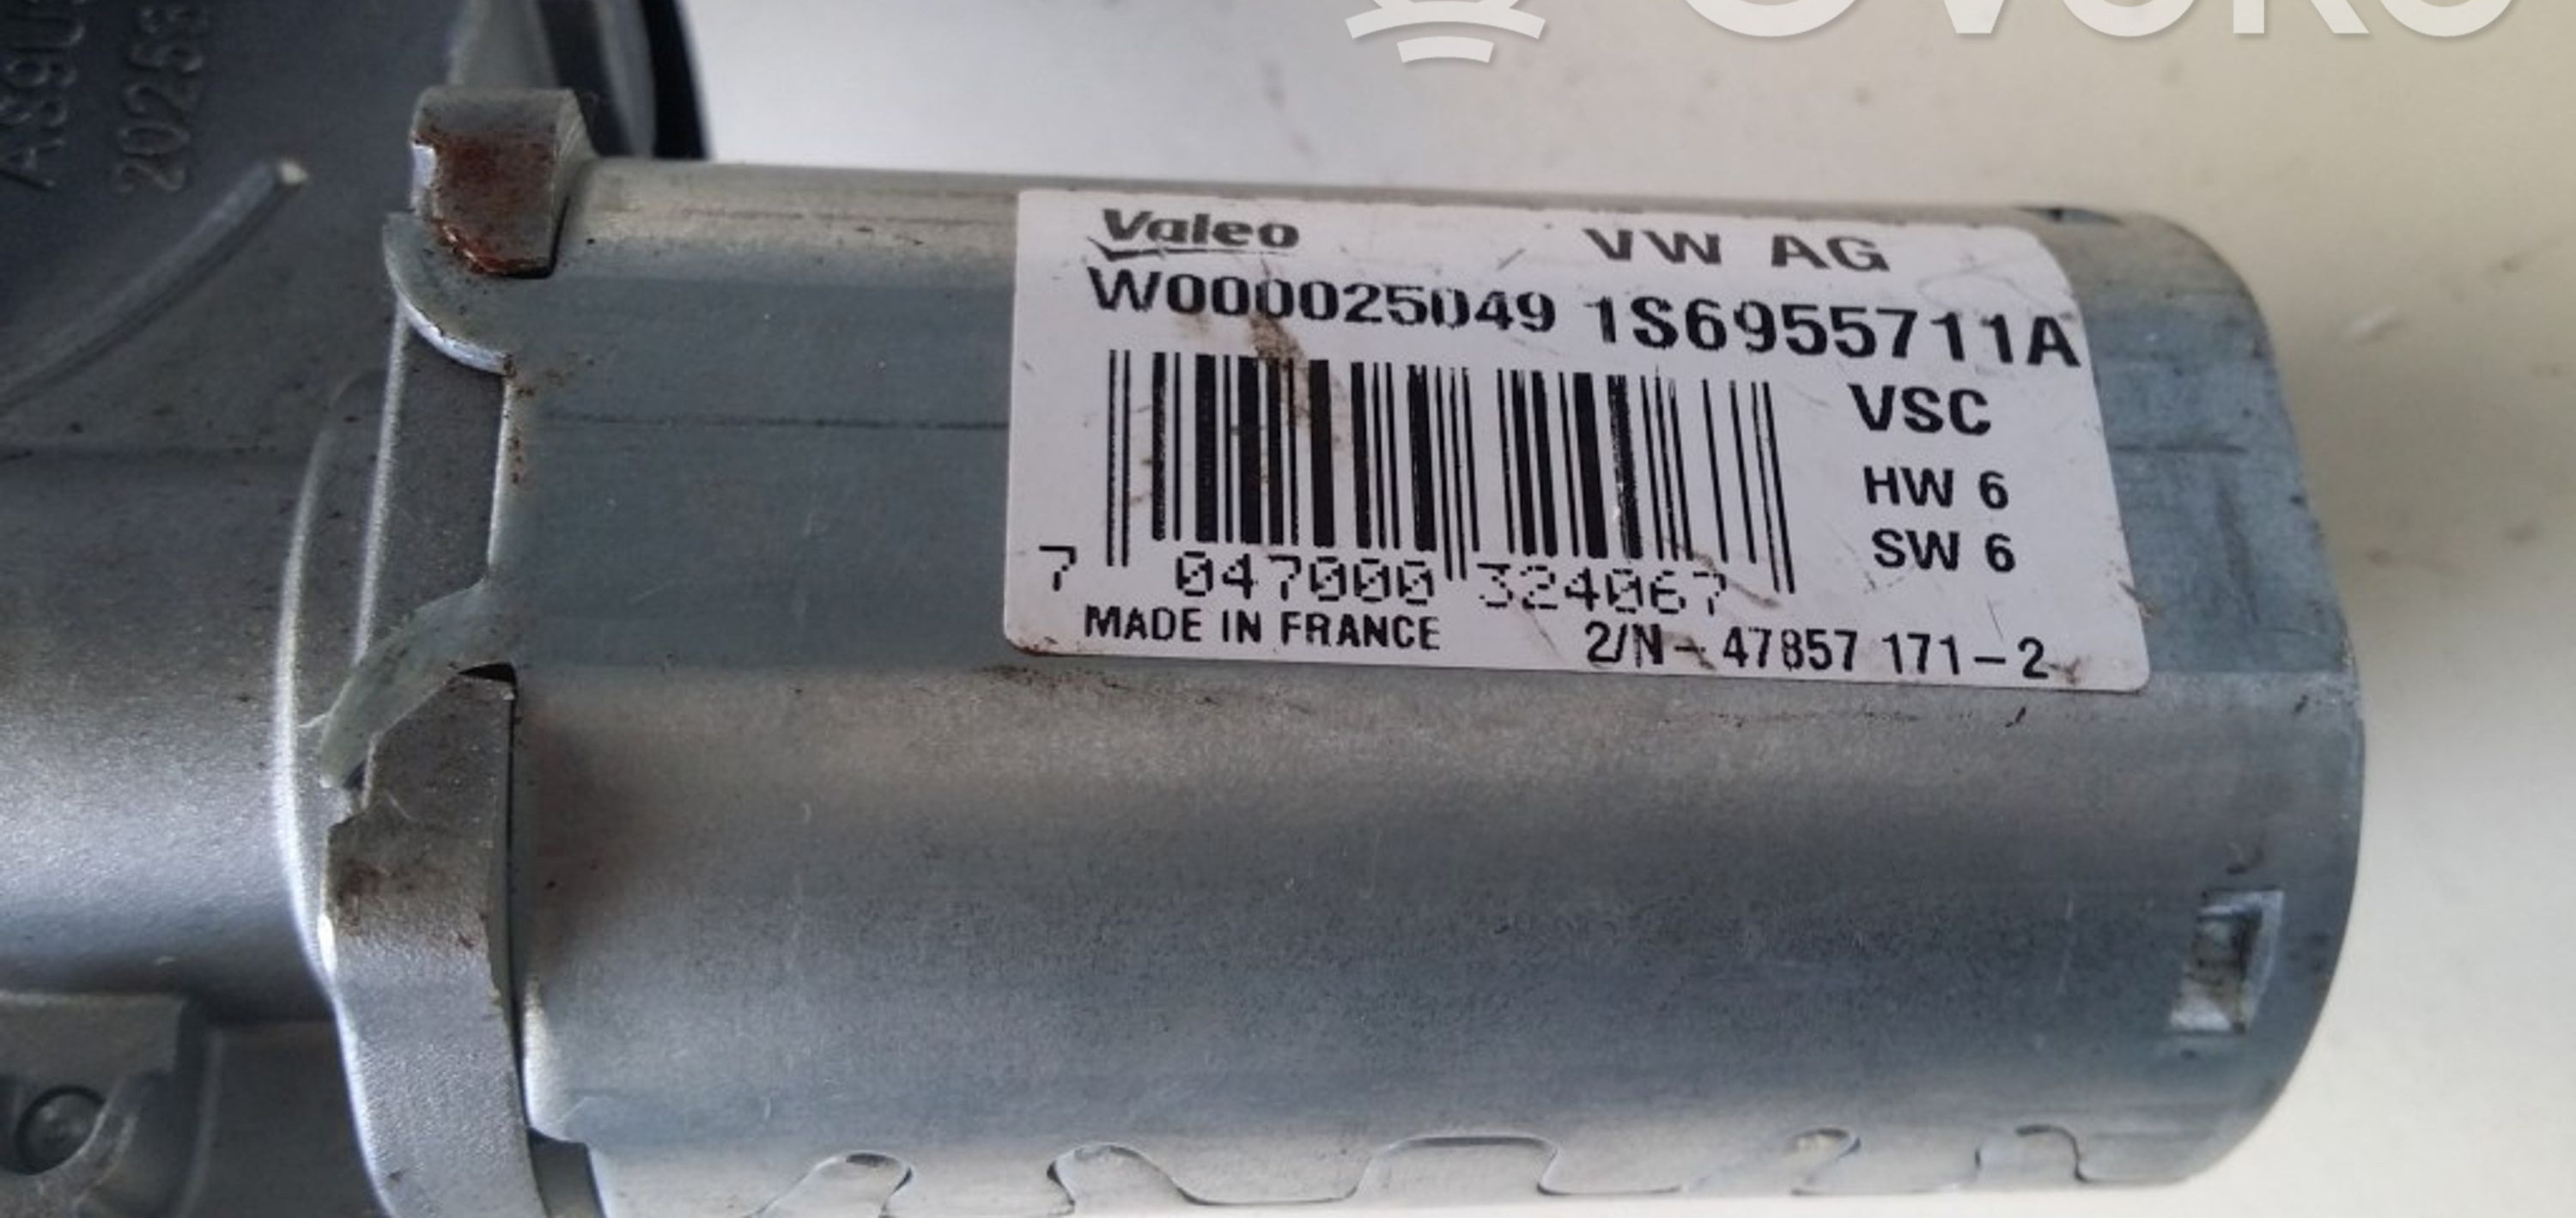 Valeo VW AG
W000025049 1S6955711A
VSC
HW 6
SW 6
7 047000 324067
MADE IN FRANCE 2/N - 47857 171-2